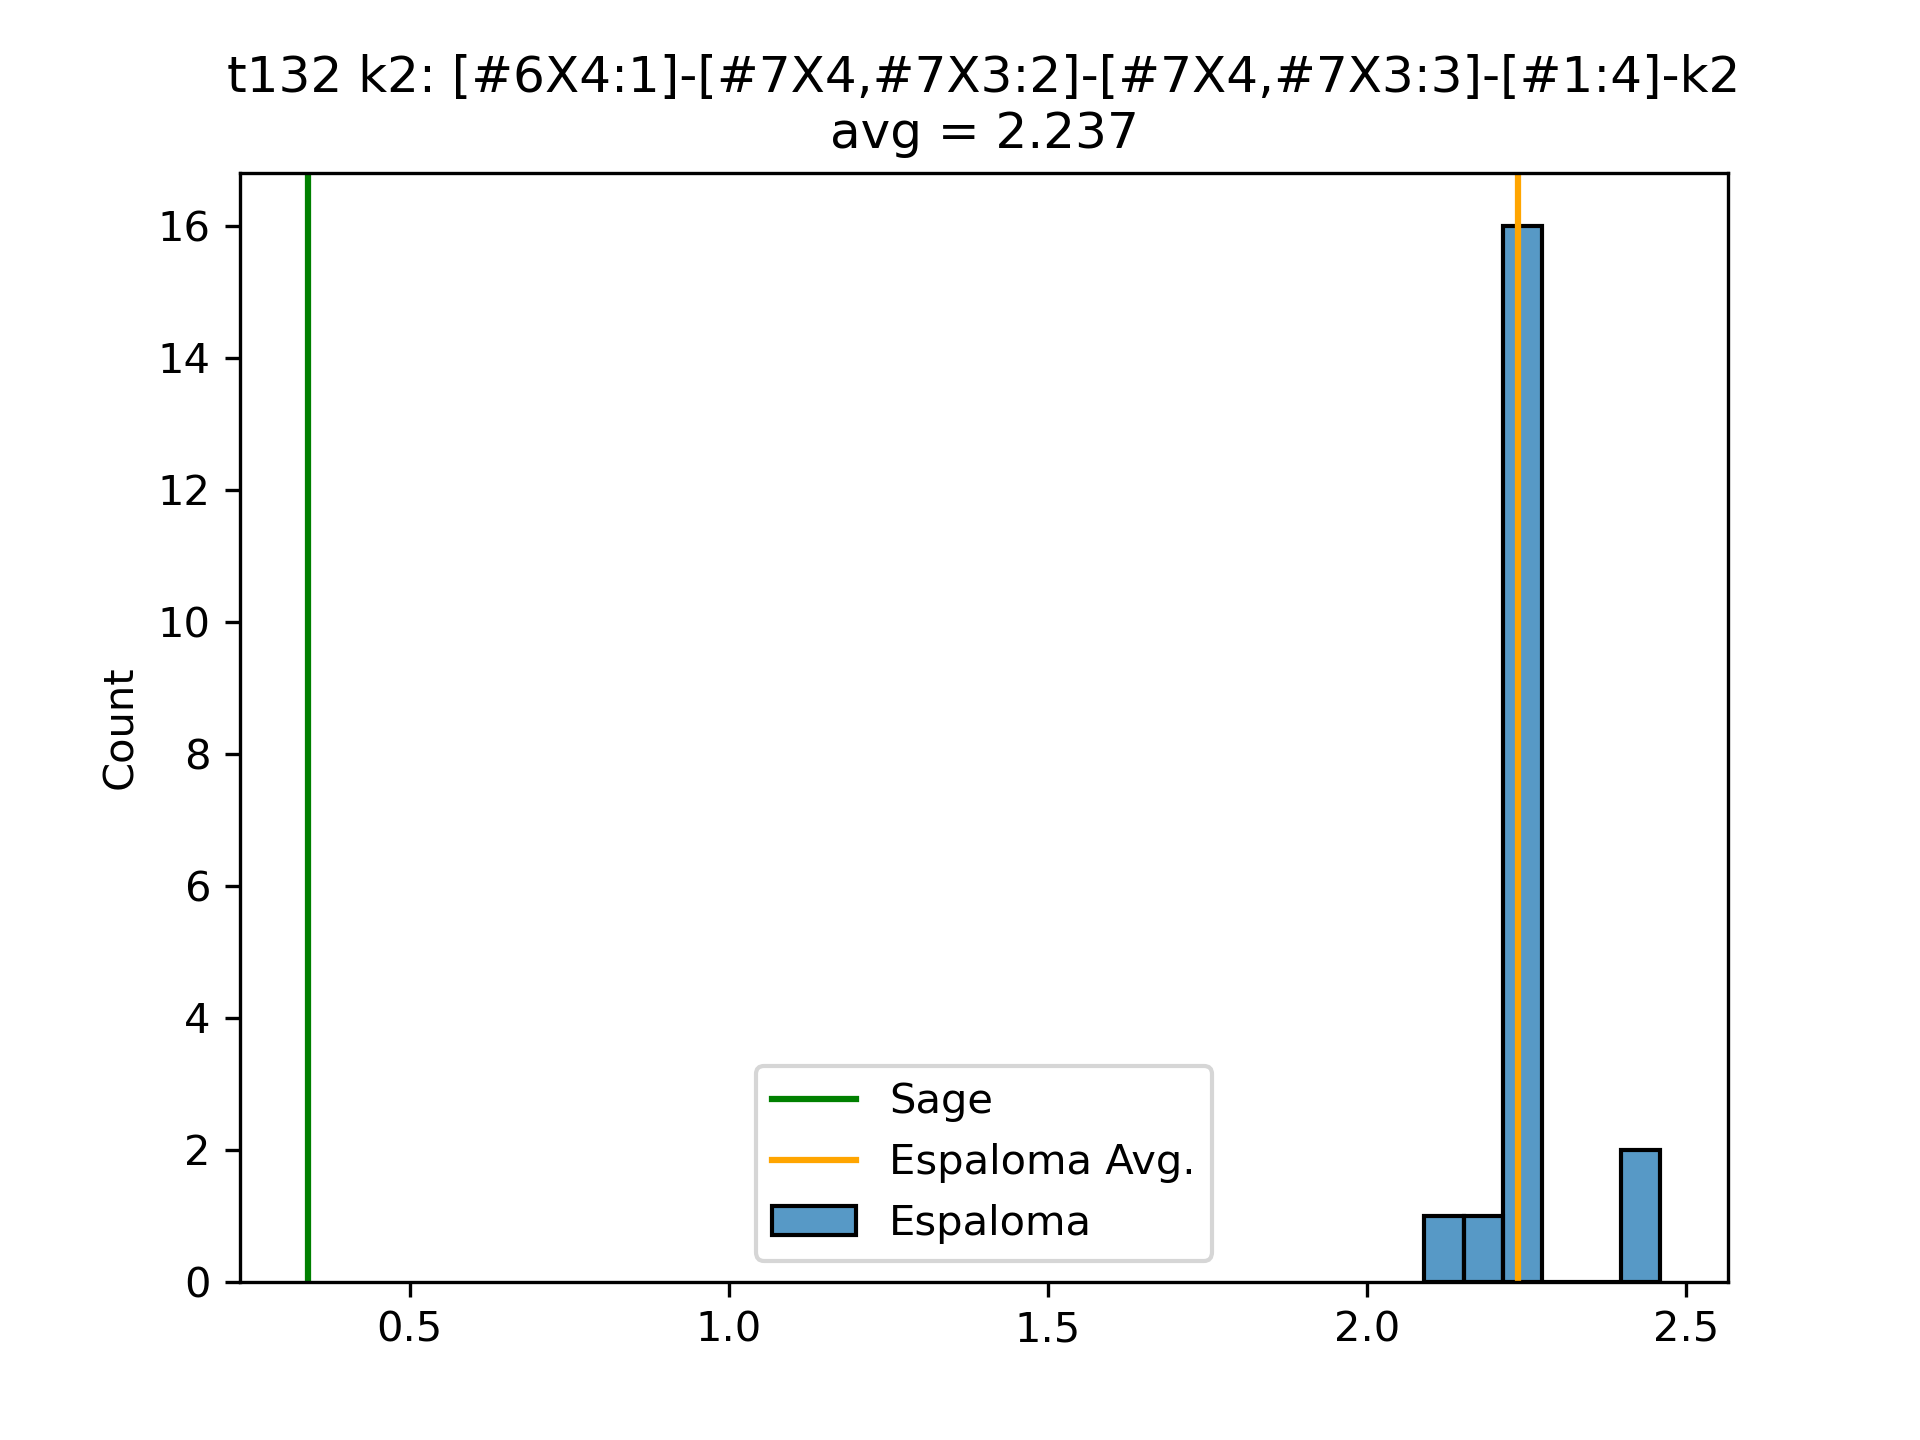 t132 k2: [#6X4:1]-[#7X4,#7X3:2]-[#7X4,#7X3:3]-[#1:4]-k2
avg = 2.237
16
14
12
10
8
6
4
2
0
Count
Sage
Espaloma Avg.
Espaloma
0.5 1.0 1.5 2.0 2.5